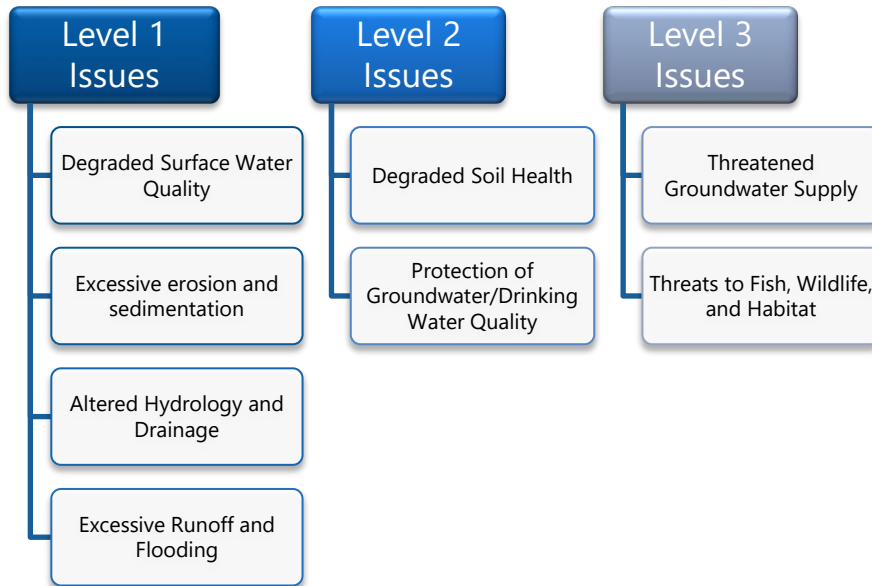 Level 1
Issues
Degraded Surface Water
Quality
Excessive erosion and
sedimentation
Altered Hydrology and
Drainage
Excessive Runoff and
Flooding
Level 2
Issues
Degraded Soil Health
Protection of
Groundwater/Drinking
Water Quality
Level 3
Issues
Threatened
Groundwater Supply
Threats to Fish, Wildlife,
and Habitat